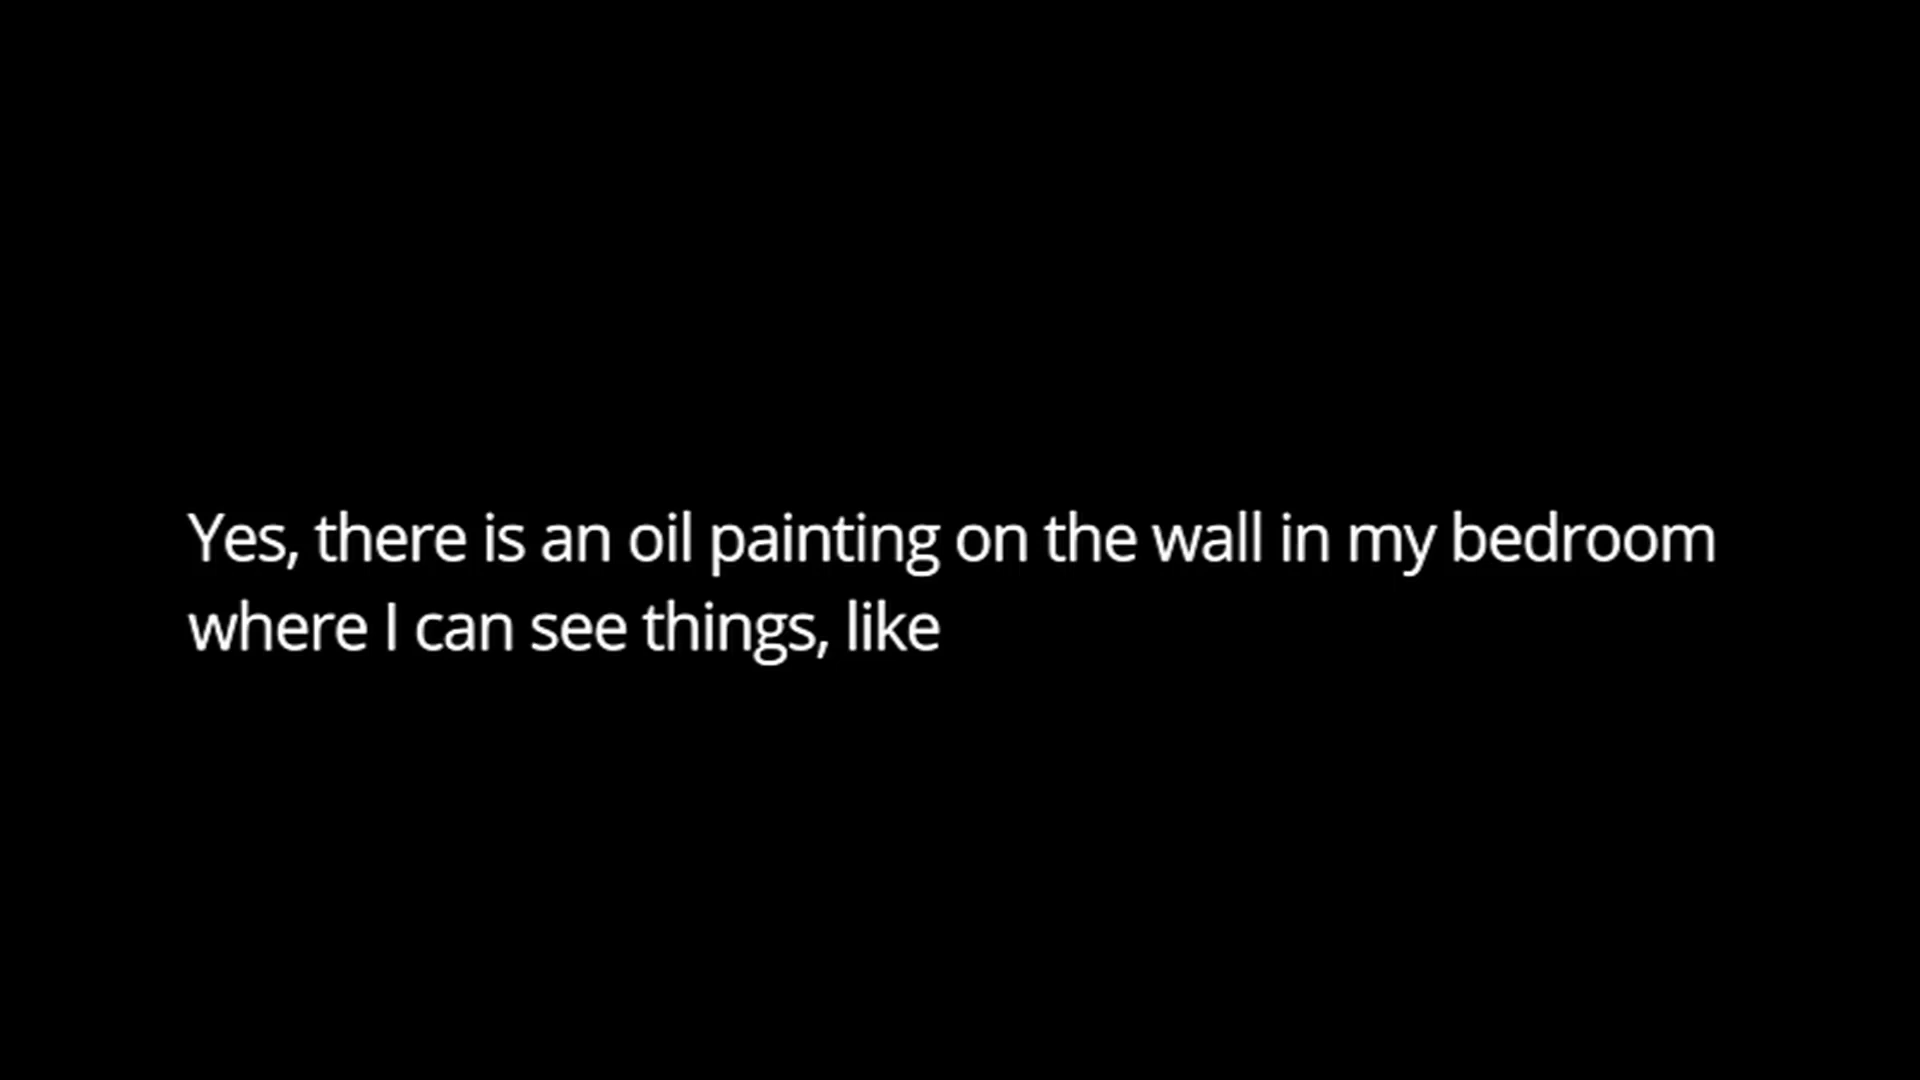 Yes, there is an oil painting on the wall in my bedroom
where I can see things, like